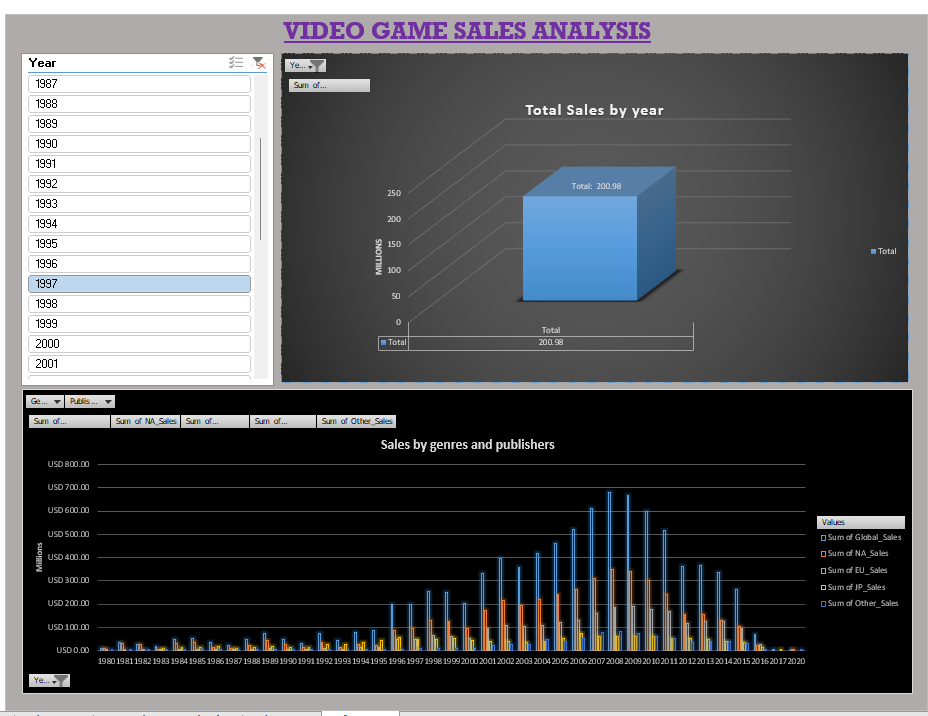 VIDEO GAME SALES ANALYSIS
Year
1987
1988
1989
1990
1991
1992
1993
1994
1995
1996
1997
1998
1999
2000
2001
Ye...
Sum of...
Total Sales by year
250
200
150
100
50
0
MILLIONS
Total: 200.98
Total
Total
Total
200.98
Ge... Publis...
Sum of... Sum of NA_Sales Sum of... Sum of... Sum of Other_Sales
Sales by genres and publishers
USD 800.00
USD 700.00
USD 600.00
USD 500.00
USD 400.00
USD 300.00
USD 200.00
USD 100.00
USD 0.00
Millions
1980 1981 1982 1983 1984 1985 1986 1987 1988 1989 1990 1991 1992 1993 1994 1995 1996 1997 1998 1999 2000 2001 2002 2003 2004 2005 2006 2007 2008 2009 2010 2011 2012 2013 2014 2015 2016 2017 2020
Values
Sum of Global_Sales
Sum of NA_Sales
Sum of EU_Sales
Sum of JP_Sales
Sum of Other_Sales
Ye...